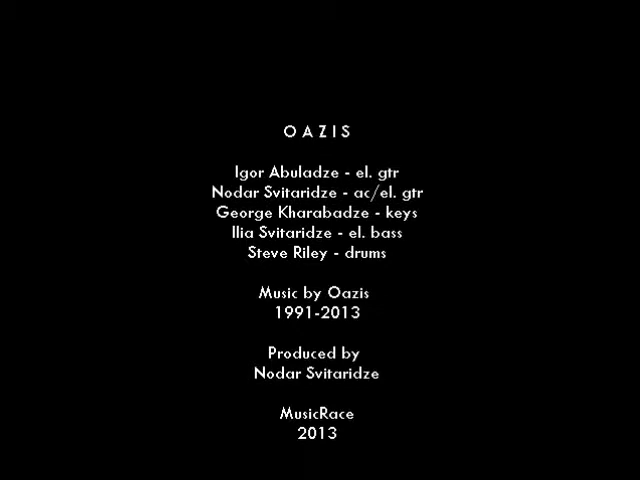 OAZIS
Igor Abuladze - el. gtr
Nodar Svitaridze - ac/el. gtr
George Kharabadze - keys
Ilia Svitaridze - el. bass
Steve Riley - drums
Music by Oazis
1991-2013
Produced by
Nodar Svitaridze
MusicRace
2013